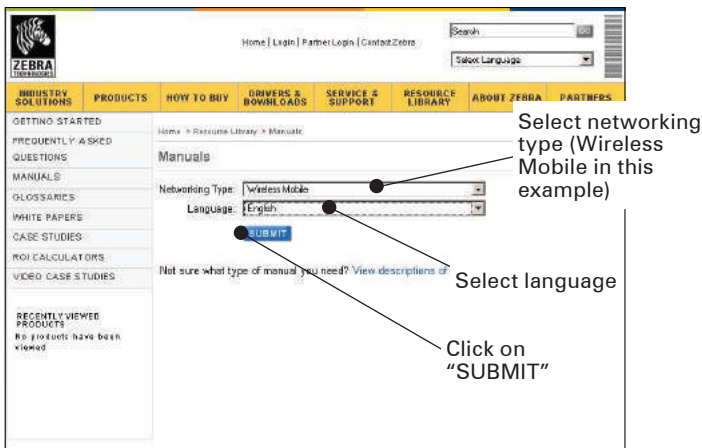 ZEBRA
TECHNOLOGIES
Home | Login | Partner Login | Contact Zebra
Search
GO
Select Language
INDUSTRY SOLUTIONS
PRODUCTS
HOW TO BUY
DRIVERS & DOWNLOADS
SERVICE & SUPPORT
RESOURCE LIBRARY
ABOUT ZEBRA
PARTNERS
GETTING STARTED
FREQUENTLY ASKED
QUESTIONS
MANUALS
GLOSSARIES
WHITE PAPERS
CASE STUDIES
ROI CALCULATORS
VIDEO CASE STUDIES
RECENTLY VIEWED
PRODUCTS
No products have been
viewed
Home > Resource Library > Manuals
Manuals
Networking Type: Wireless Mobile
Language: English
SUBMIT
Not sure what type of manual you need? View descriptions of
Select networking
type (Wireless
Mobile in this
example)
Select language
Click on
“SUBMIT”